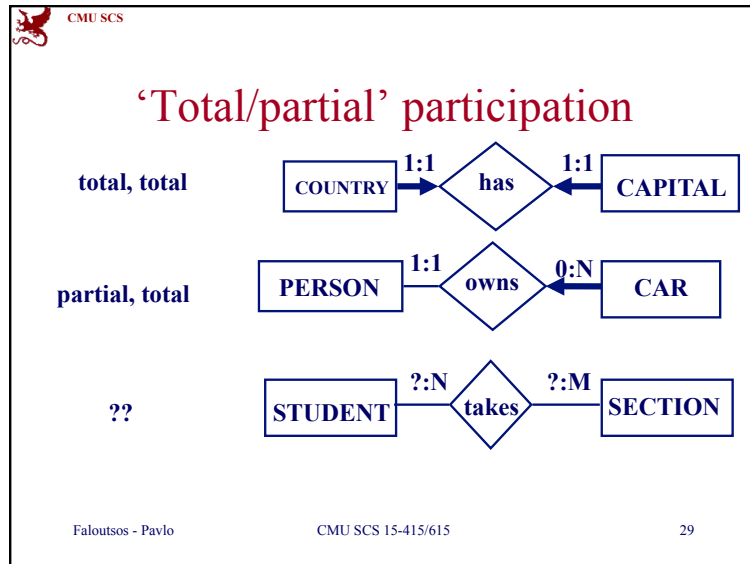 CMU SCS
‘Total/partial’ participation
total, total
1:1 1:1
COUNTRY has CAPITAL
partial, total
1:1 0:N
PERSON owns CAR
??
?:N ?:M
STUDENT takes SECTION
Faloutsos - Pavlo CMU SCS 15-415/615 29